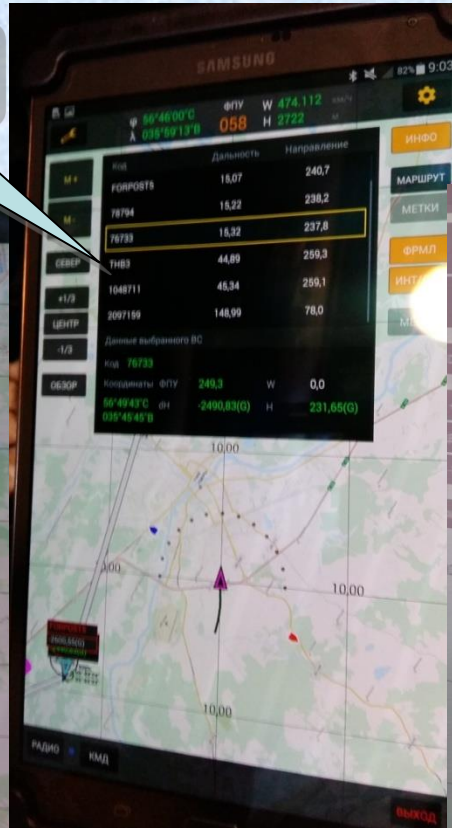 SAMSUNG
82% 9:03
φ 56°46'00"С ФПУ W 474.112 км/ч
λ 035°59'13"В 058 H 2722 м
Код Дальность Направление
FORPOST5 15,07 240,7
78794 15,22 238,2
76733 15,32 237,8
ТНВ3 44,89 259,3
1048711 45,34 259,1
2097159 148,99 78,0
Данные выбранного ВС
Код 76733
Координаты ФПУ 249,3 W 0,0
56°49'43"С dH -2490,83(G) H 231,65(G)
035°45'45"В
М +
М -
СЕВЕР
+1/3
ЦЕНТР
-1/3
ОБЗОР
ИНФО
МАРШРУТ
МЕТКИ
ФРМЛ
10,00
10,00
10,00
РАДИО
КМД
ВЫХОД